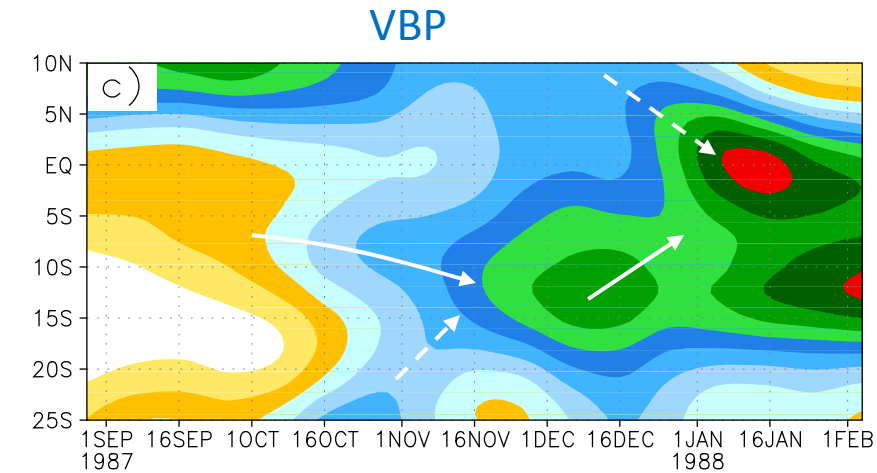 VBP
c)
10N
5N
EQ
5S
10S
15S
20S
25S
1SEP 16SEP 1OCT 16OCT 1NOV 16NOV 1DEC 16DEC 1JAN 16JAN 1FEB
1987 1988